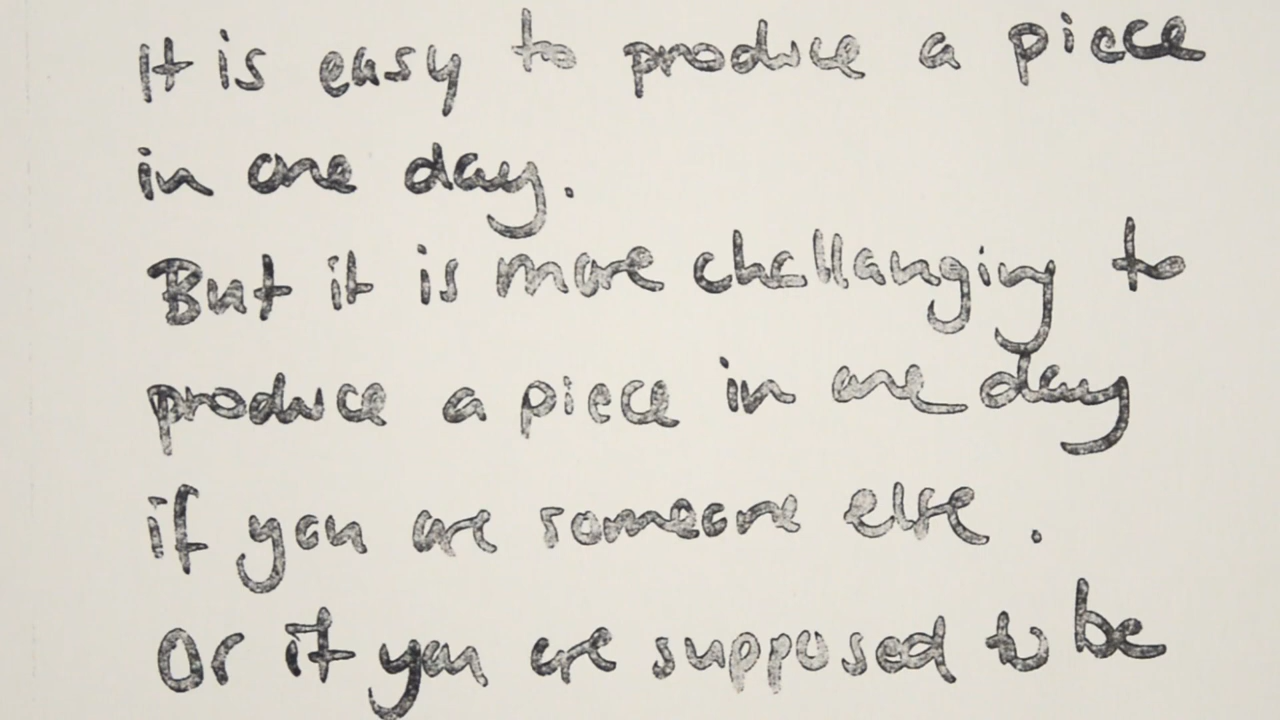 It is easy to produce a piece
in one day.
But it is more challanging to
produce a piece in one day
if you are someone else.
Or if you are supposed to be